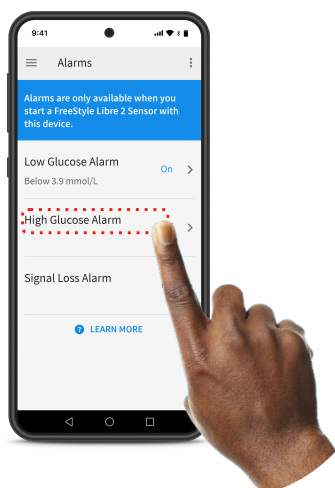 9:41
Alarms
Alarms are only available when you
start a FreeStyle Libre 2 Sensor with
this device.
Low Glucose Alarm
On
Below 3.9 mmol/L
High Glucose Alarm
Signal Loss Alarm
LEARN MORE